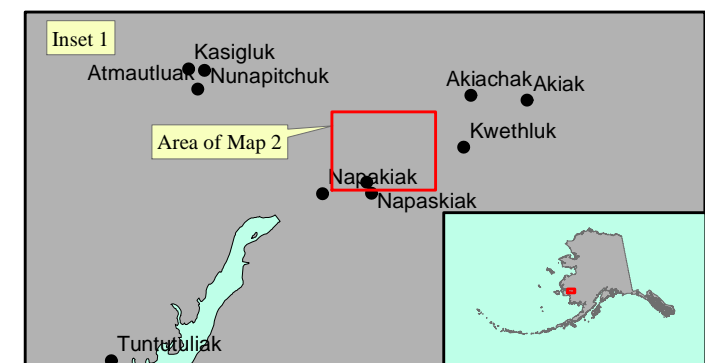 Inset 1
Kasigluk
Atmautluak
Nunapitchuk
Akiachak
Akiak
Area of Map 2
Kwethluk
Napakiak
Napaskiak
Tuntutuliak